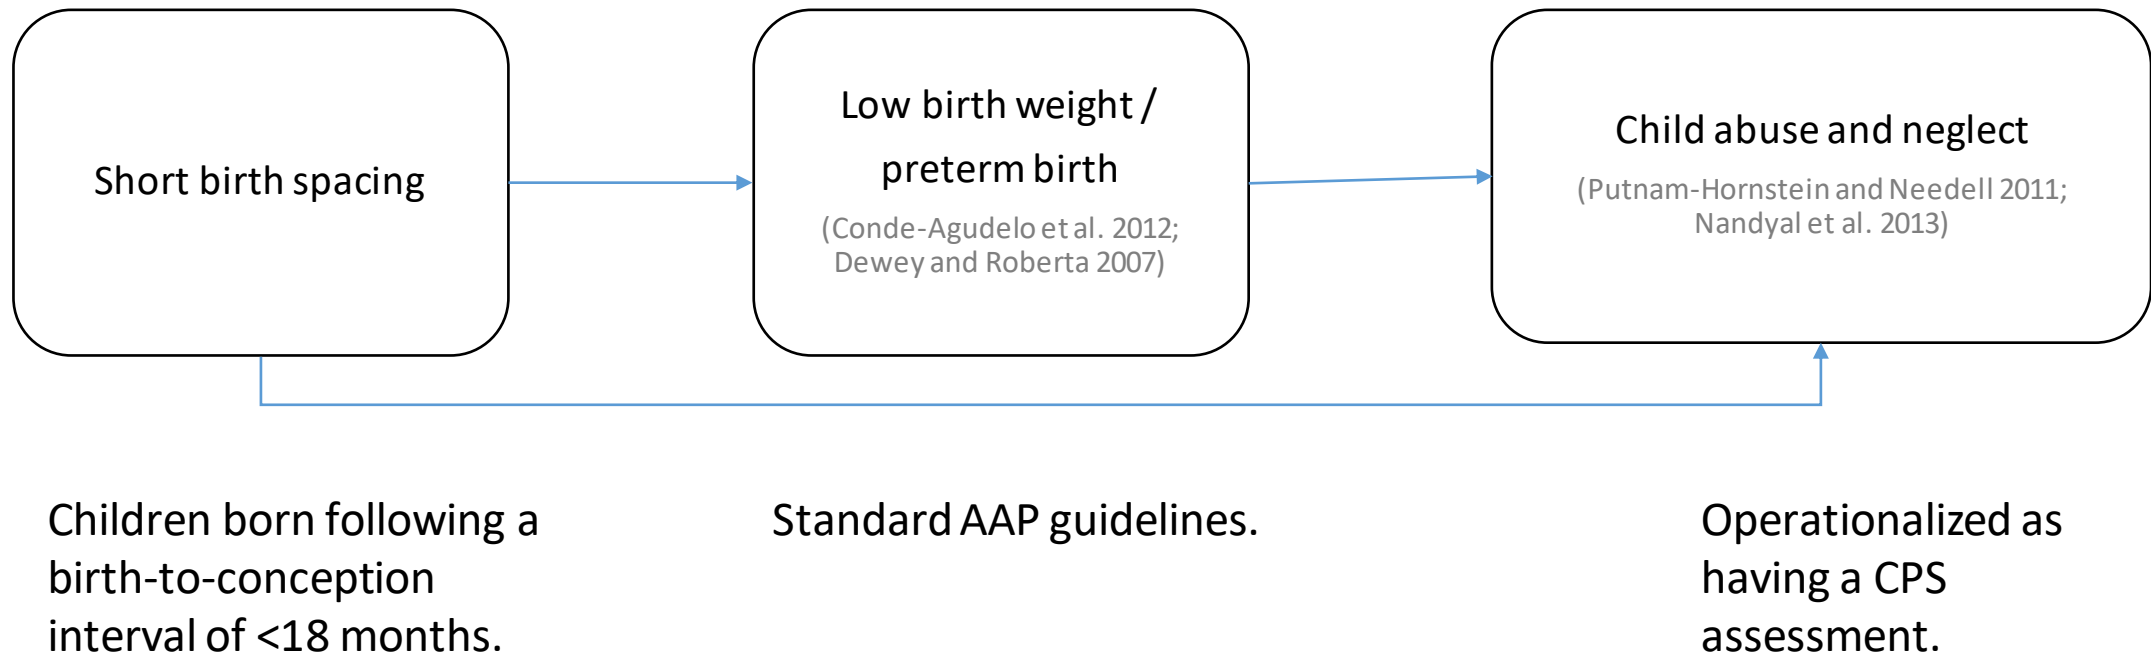 Short birth spacing
Low birth weight /
preterm birth
(Conde-Agudelo et al. 2012;
Dewey and Roberta 2007)
Child abuse and neglect
(Putnam-Hornstein and Needell 2011;
Nandyal et al. 2013)
Children born following a
birth-to-conception
interval of <18 months.
Standard AAP guidelines.
Operationalized as
having a CPS
assessment.